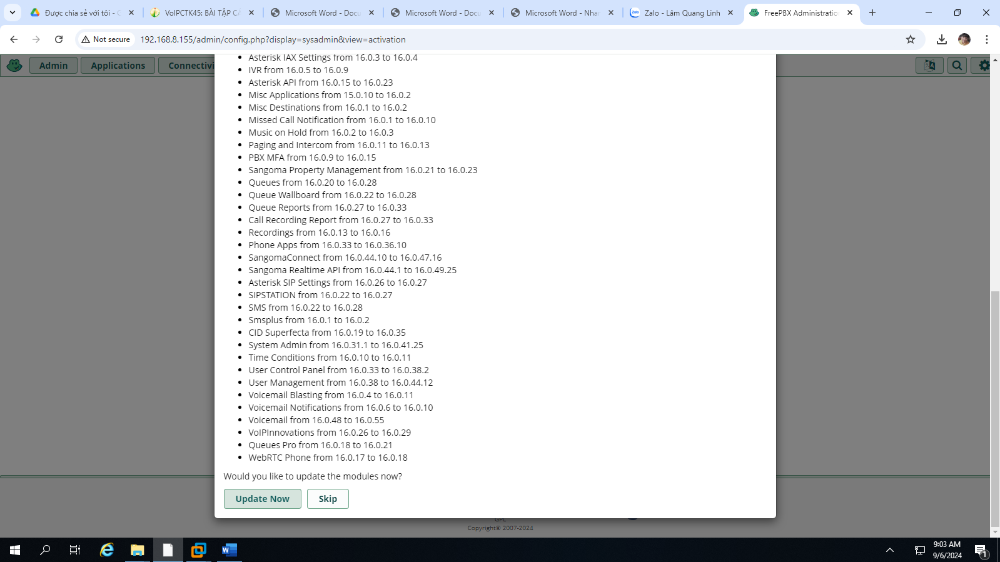 Được chia sẻ với tôi - G
VoIPCTK45: BÀI TẬP CÁ
Microsoft Word - Docu
Microsoft Word - Docu
Microsoft Word - Nhan
Zalo - Lâm Quang Linh
FreePBX Administratio
Not secure
192.168.8.155/admin/config.php?display=sysadmin&view=activation
Admin
Applications
Connectivi
Asterisk IAX Settings from 16.0.3 to 16.0.4
IVR from 16.0.5 to 16.0.9
Asterisk API from 16.0.15 to 16.0.23
Misc Applications from 15.0.10 to 16.0.2
Misc Destinations from 16.0.1 to 16.0.2
Missed Call Notification from 16.0.1 to 16.0.10
Music on Hold from 16.0.2 to 16.0.3
Paging and Intercom from 16.0.11 to 16.0.13
PBX MFA from 16.0.9 to 16.0.15
Sangoma Property Management from 16.0.21 to 16.0.23
Queues from 16.0.20 to 16.0.28
Queue Wallboard from 16.0.22 to 16.0.28
Queue Reports from 16.0.27 to 16.0.33
Call Recording Report from 16.0.27 to 16.0.33
Recordings from 16.0.13 to 16.0.16
Phone Apps from 16.0.33 to 16.0.36.10
SangomaConnect from 16.0.44.10 to 16.0.47.16
Sangoma Realtime API from 16.0.44.1 to 16.0.49.25
Asterisk SIP Settings from 16.0.26 to 16.0.27
SIPSTATION from 16.0.22 to 16.0.27
SMS from 16.0.22 to 16.0.28
Smsplus from 16.0.1 to 16.0.2
CID Superfecta from 16.0.19 to 16.0.35
System Admin from 16.0.31.1 to 16.0.41.25
Time Conditions from 16.0.10 to 16.0.11
User Control Panel from 16.0.33 to 16.0.38.2
User Management from 16.0.38 to 16.0.44.12
Voicemail Blasting from 16.0.4 to 16.0.11
Voicemail Notifications from 16.0.6 to 16.0.10
Voicemail from 16.0.48 to 16.0.55
VoIPInnovations from 16.0.26 to 16.0.29
Queues Pro from 16.0.18 to 16.0.21
WebRTC Phone from 16.0.17 to 16.0.18
Would you like to update the modules now?
Update Now
Skip
GPL
Copyright© 2007-2024
9:03 AM
9/6/2024
1